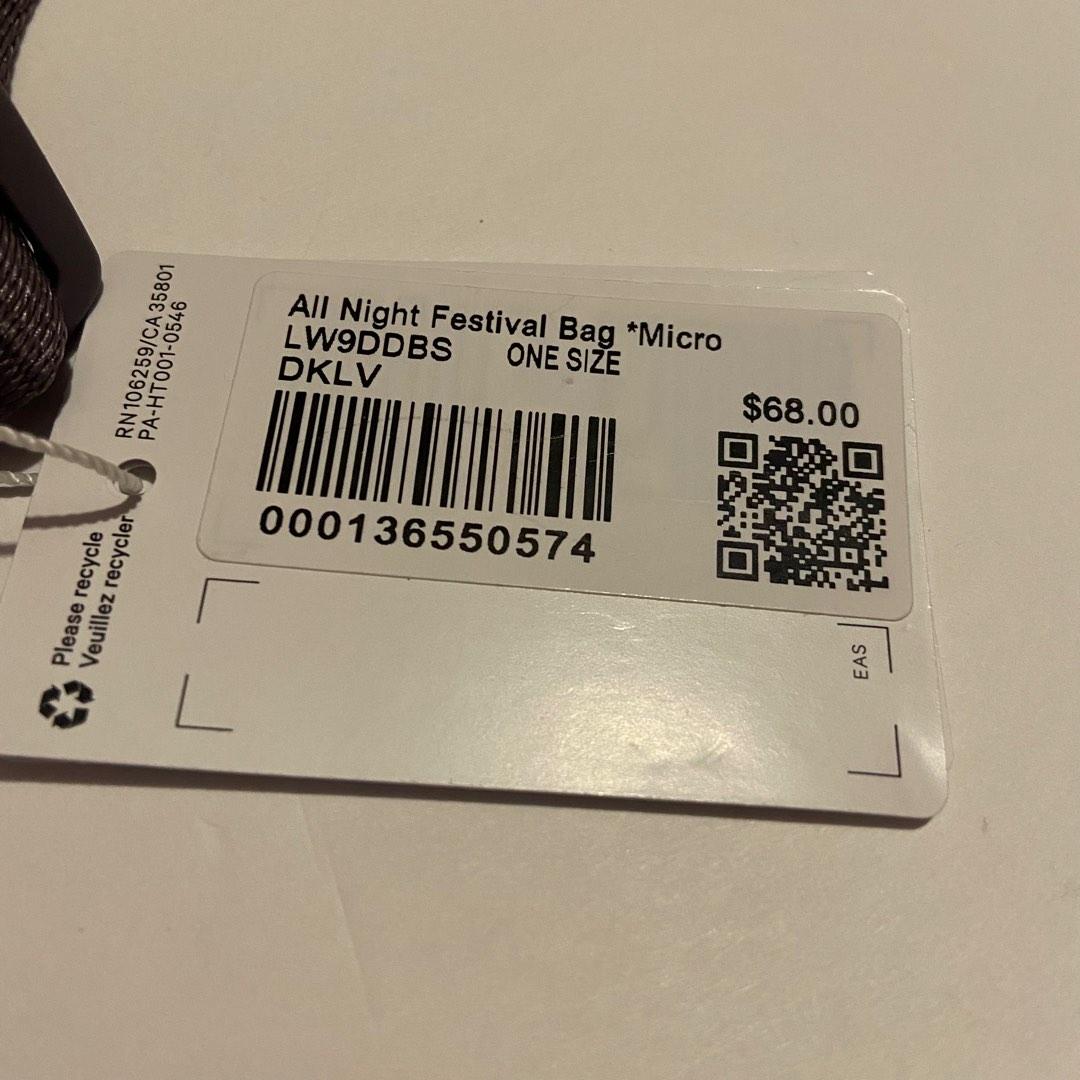 RN106259/CA35801
PA-HT001-0546
All Night Festival Bag *Micro
LW9DDBS ONE SIZE
DKLV
$68.00
000136550574
Please recycle
Veuillez recycler
EAS